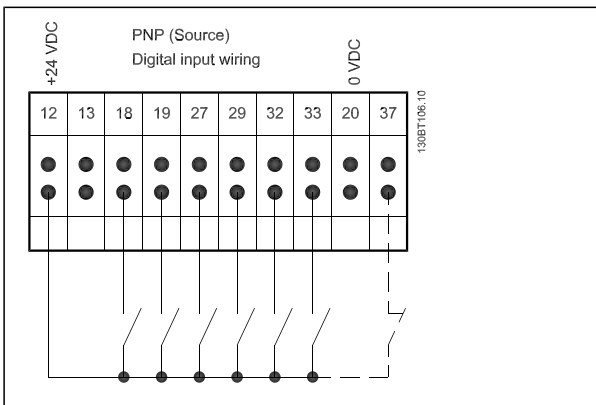 +24 VDC
PNP (Source)
Digital input wiring
0 VDC
12 13 18 19 27 29 32 33 20 37
130BT106.10